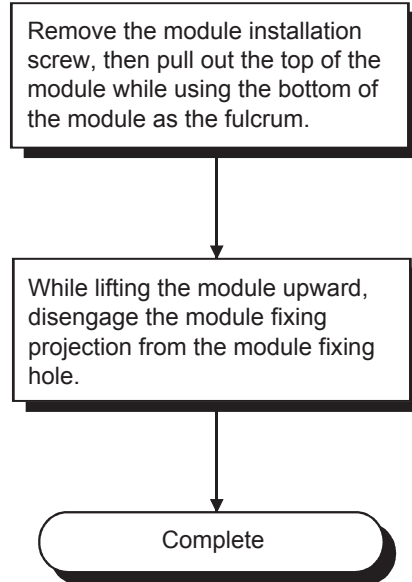 Remove the module installation
screw, then pull out the top of the
module while using the bottom of
the module as the fulcrum.
While lifting the module upward,
disengage the module fixing
projection from the module fixing
hole.
Complete